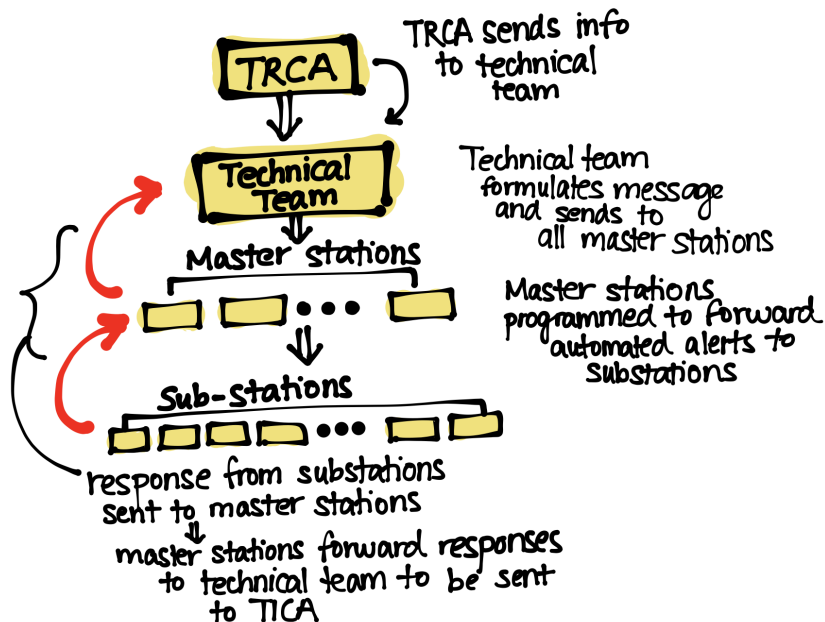 TRCA
TRCA sends info
to technical
team
Technical
Team
Technical team
formulates message
and sends to
all master stations
Master stations
Master stations
programmed to forward
automated alerts to
substations
Sub-stations
response from substations
sent to master stations
master stations forward responses
to technical team to be sent
to TICA